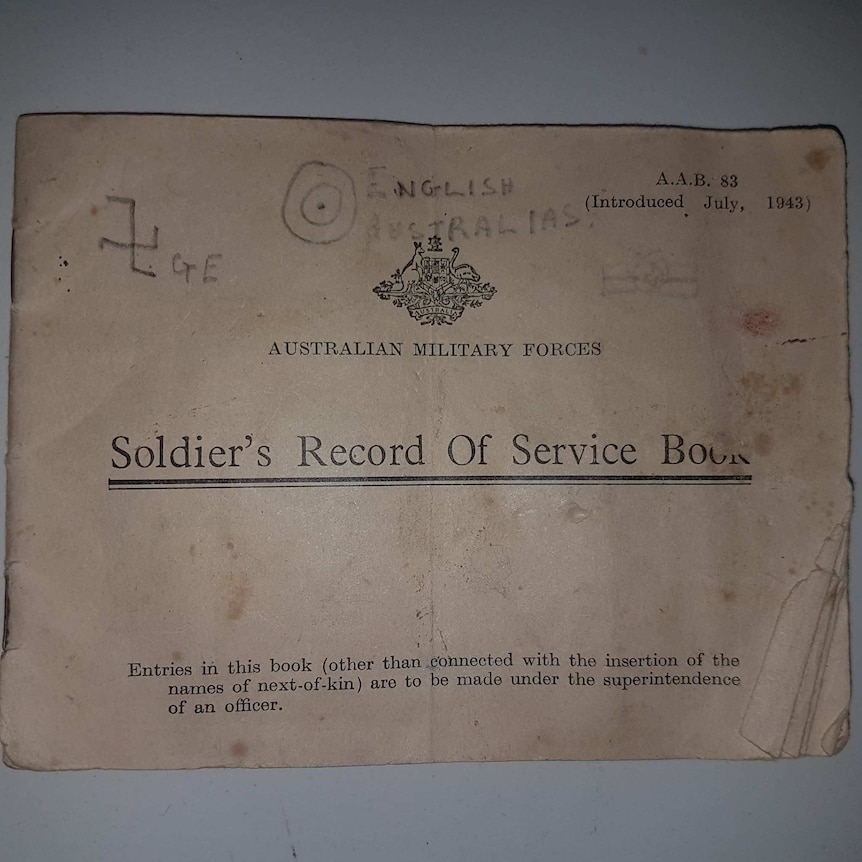 ENGLISH
AUSTRALIAS.
A.A.B. 83
(Introduced July, 1943)
GE
AUSTRALIA
AUSTRALIAN MILITARY FORCES
Soldier's Record Of Service Book
Entries in this book (other than connected with the insertion of the
names of next-of-kin) are to be made under the superintendence
of an officer.